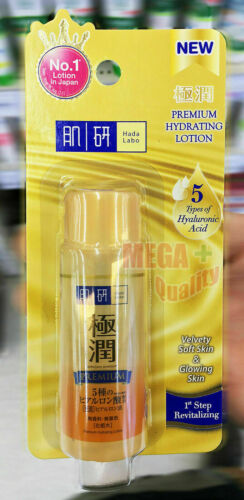 No.1
Lotion
in Japan
NEW
極潤
PREMIUM
HYDRATING
LOTION
肌研
Hada
Labo
5
Types of
Hyaluronic
Acid
MEGA+
Quality
肌研
極
潤
PREMIUM
5種の
ヒアルロン酸
Velvety
Soft Skin
&
Glowing
Skin
1st Step
Revitalizing